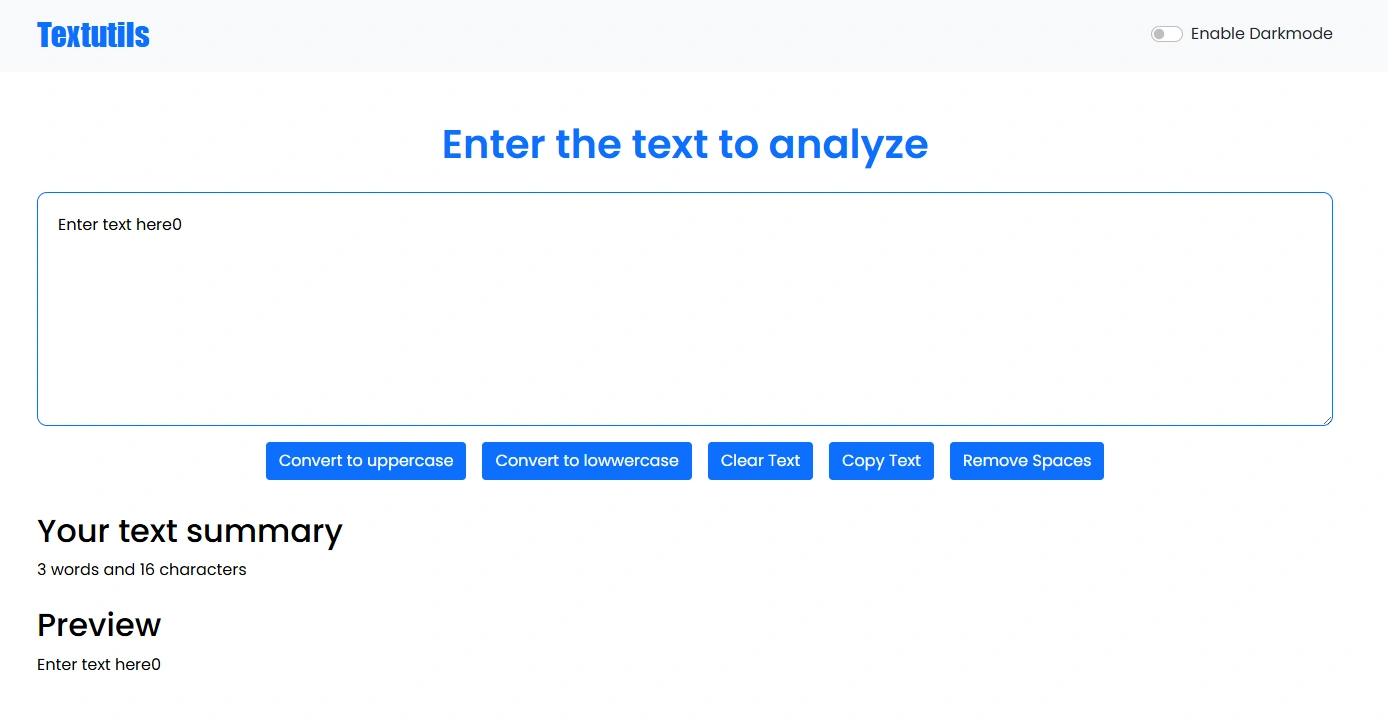 Textutils
Enable Darkmode
Enter the text to analyze
Enter text here0
Convert to uppercase Convert to lowwercase Clear Text Copy Text Remove Spaces
Your text summary
3 words and 16 characters
Preview
Enter text here0